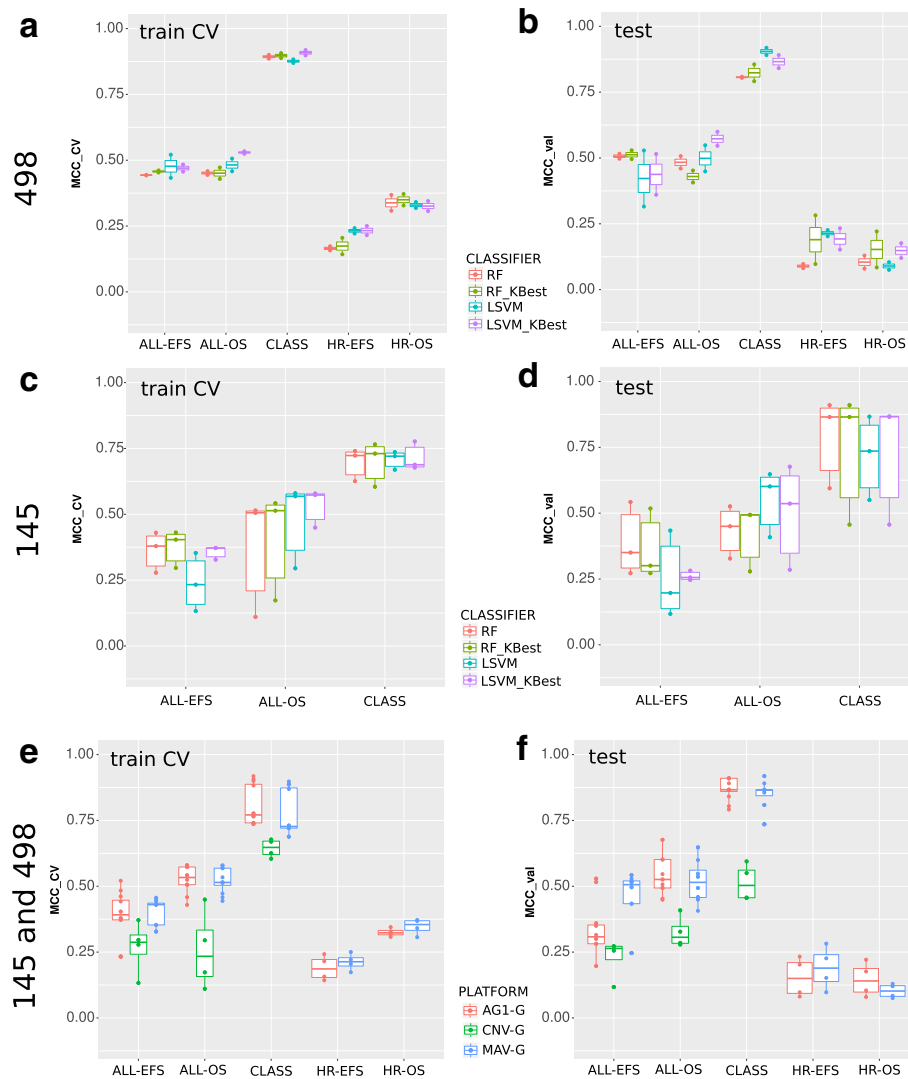 a
train CV
1.00
0.75
0.50
0.25
0.00
MCC_CV
498
ALL-EFS ALL-OS CLASS HR-EFS HR-OS
CLASSIFIER
RF
RF_KBest
LSVM
LSVM_KBest
b
test
1.00
0.75
0.50
0.25
0.00
MCC_val
ALL-EFS ALL-OS CLASS HR-EFS HR-OS
c
train CV
1.00
0.75
0.50
0.25
0.00
MCC_CV
145
ALL-EFS ALL-OS CLASS
CLASSIFIER
RF
RF_KBest
LSVM
LSVM_KBest
d
test
1.00
0.75
0.50
0.25
0.00
MCC_val
ALL-EFS ALL-OS CLASS
e
train CV
1.00
0.75
0.50
0.25
0.00
MCC_CV
145 and 498
ALL-EFS ALL-OS CLASS HR-EFS HR-OS
PLATFORM
AG1-G
CNV-G
MAV-G
f
test
1.00
0.75
0.50
0.25
0.00
MCC_val
ALL-EFS ALL-OS CLASS HR-EFS HR-OS